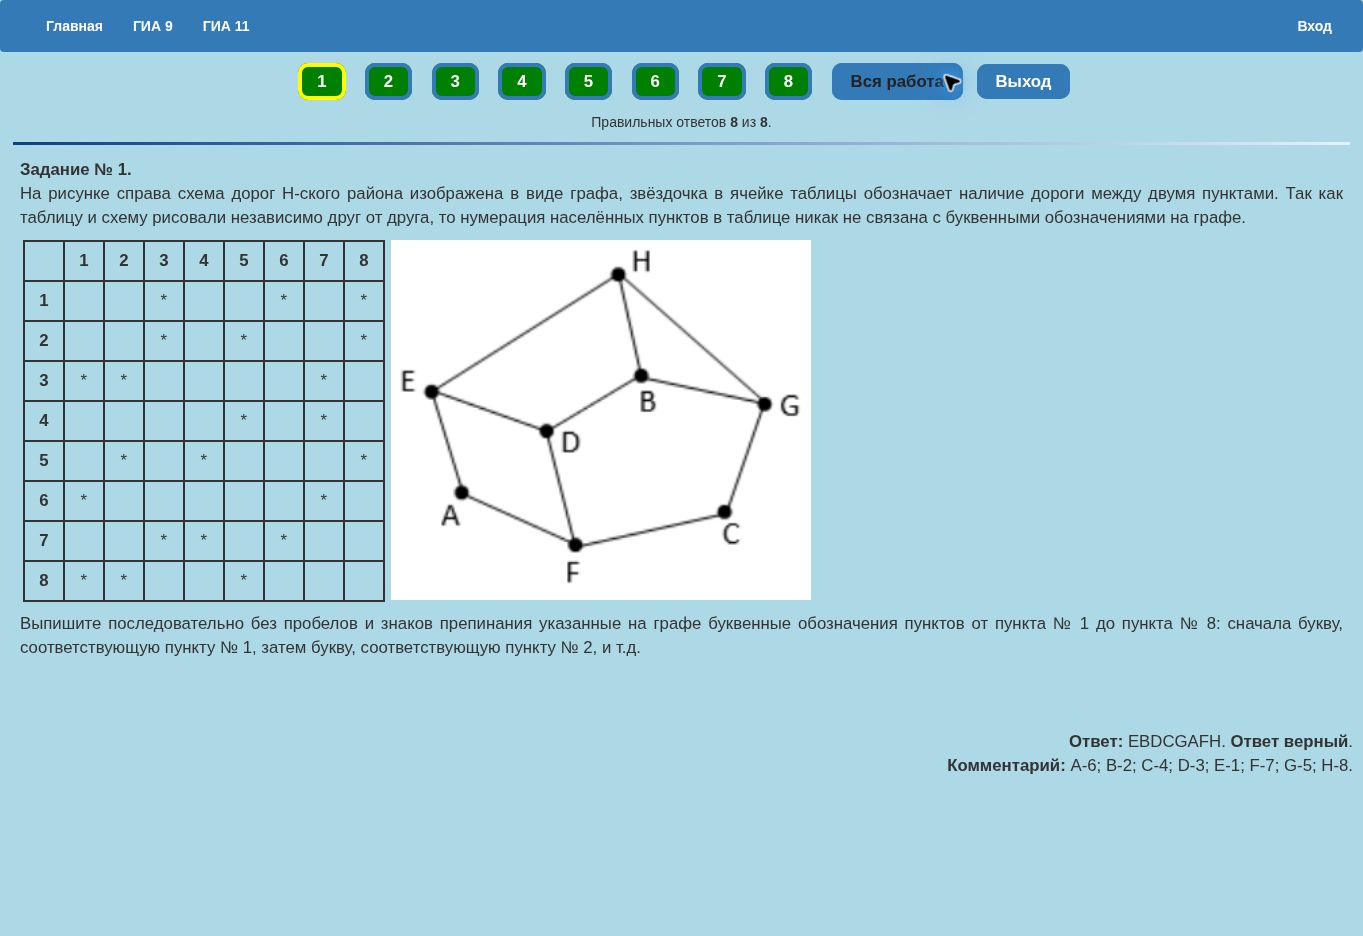 Главная ГИА 9 ГИА 11 Вход
1 2 3 4 5 6 7 8 Вся работа Выход
Правильных ответов 8 из 8.
Задание № 1.
На рисунке справа схема дорог Н-ского района изображена в виде графа, звёздочка в ячейке таблицы обозначает наличие дороги между двумя пунктами. Так как
таблицу и схему рисовали независимо друг от друга, то нумерация населённых пунктов в таблице никак не связана с буквенными обозначениями на графе.
1 2 3 4 5 6 7 8
1 * * *
2 * * *
3 * * *
4 * *
5 * * *
6 * *
7 * * *
8 * * *
H
E
B
G
D
A
C
F
Выпишите последовательно без пробелов и знаков препинания указанные на графе буквенные обозначения пунктов от пункта № 1 до пункта № 8: сначала букву,
соответствующую пункту № 1, затем букву, соответствующую пункту № 2, и т.д.
Ответ: EBDCGAFH. Ответ верный.
Комментарий: A-6; B-2; C-4; D-3; E-1; F-7; G-5; H-8.